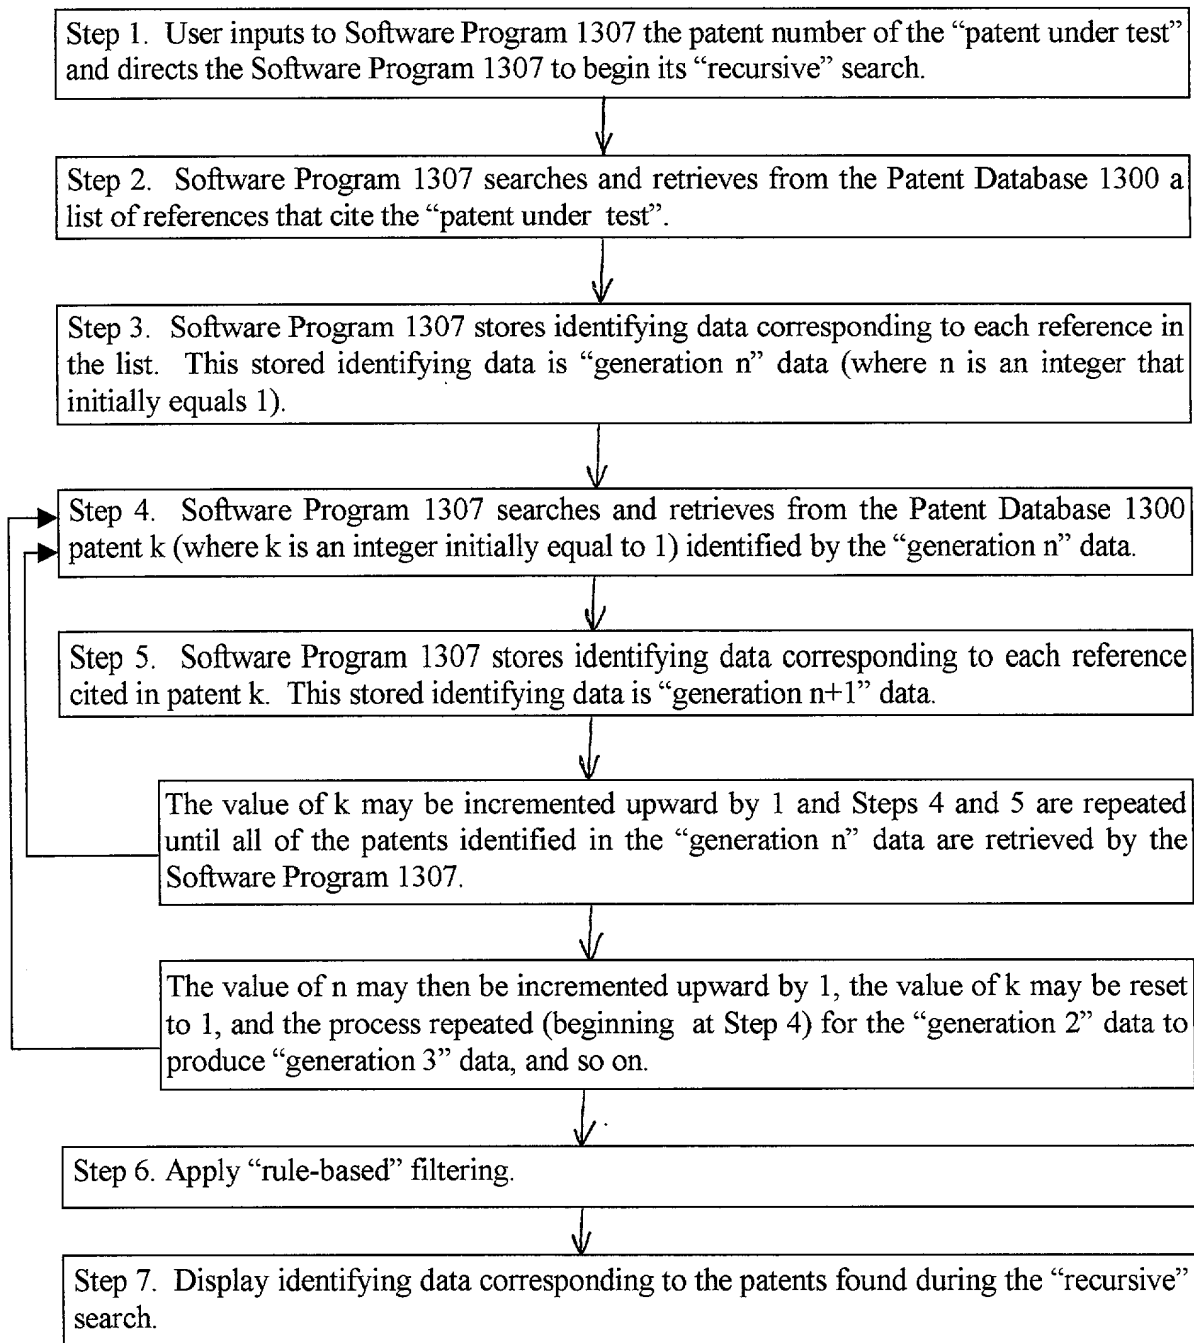 Step 1. User inputs to Software Program 1307 the patent number of the “patent under test”
and directs the Software Program 1307 to begin its “recursive” search.
Step 2. Software Program 1307 searches and retrieves from the Patent Database 1300 a
list of references that cite the “patent under test”.
Step 3. Software Program 1307 stores identifying data corresponding to each reference in
the list. This stored identifying data is “generation n” data (where n is an integer that
initially equals 1).
Step 4. Software Program 1307 searches and retrieves from the Patent Database 1300
patent k (where k is an integer initially equal to 1) identified by the “generation n” data.
Step 5. Software Program 1307 stores identifying data corresponding to each reference
cited in patent k. This stored identifying data is “generation n+1” data.
The value of k may be incremented upward by 1 and Steps 4 and 5 are repeated
until all of the patents identified in the “generation n” data are retrieved by the
Software Program 1307.
The value of n may then be incremented upward by 1, the value of k may be reset
to 1, and the process repeated (beginning at Step 4) for the “generation 2” data to
produce “generation 3” data, and so on.
Step 6. Apply “rule-based” filtering.
Step 7. Display identifying data corresponding to the patents found during the “recursive”
search.